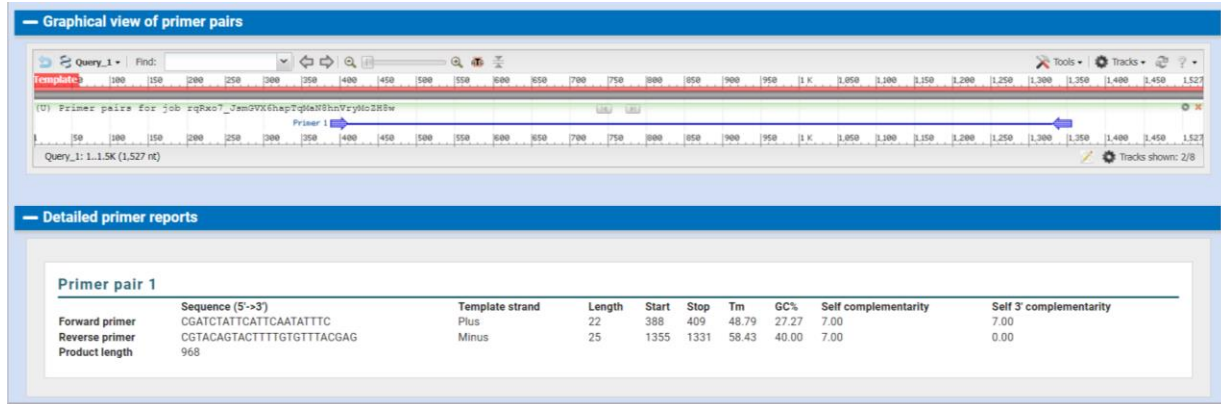 Graphical view of primer pairs
Query_1 Find: Tools Tracks ?
Template 100 150 200 250 300 350 400 450 500 550 600 650 700 750 800 850 900 950 1 K 1,050 1,100 1,150 1,200 1,250 1,300 1,350 1,400 1,450 1,527
(U) Primer pairs for job
Primer 1
1 50 100 150 200 250 300 350 400 450 500 550 600 650 700 750 800 850 900 950 1 K 1,050 1,100 1,150 1,200 1,250 1,300 1,350 1,400 1,450 1,527
Query_1: 1..1.5K (1,527 nt) Tracks shown: 2/8
Detailed primer reports
Primer pair 1
Sequence (5'->3') Template strand Length Start Stop Tm GC% Self complementarity Self 3' complementarity
Forward primer CGATCTATTCATTCAATATTTC Plus 22 388 409 48.79 27.27 7.00 7.00
Reverse primer CGTACAGTACTTTTGTGTTTACGAG Minus 25 1355 1331 58.43 40.00 7.00 0.00
Product length 968